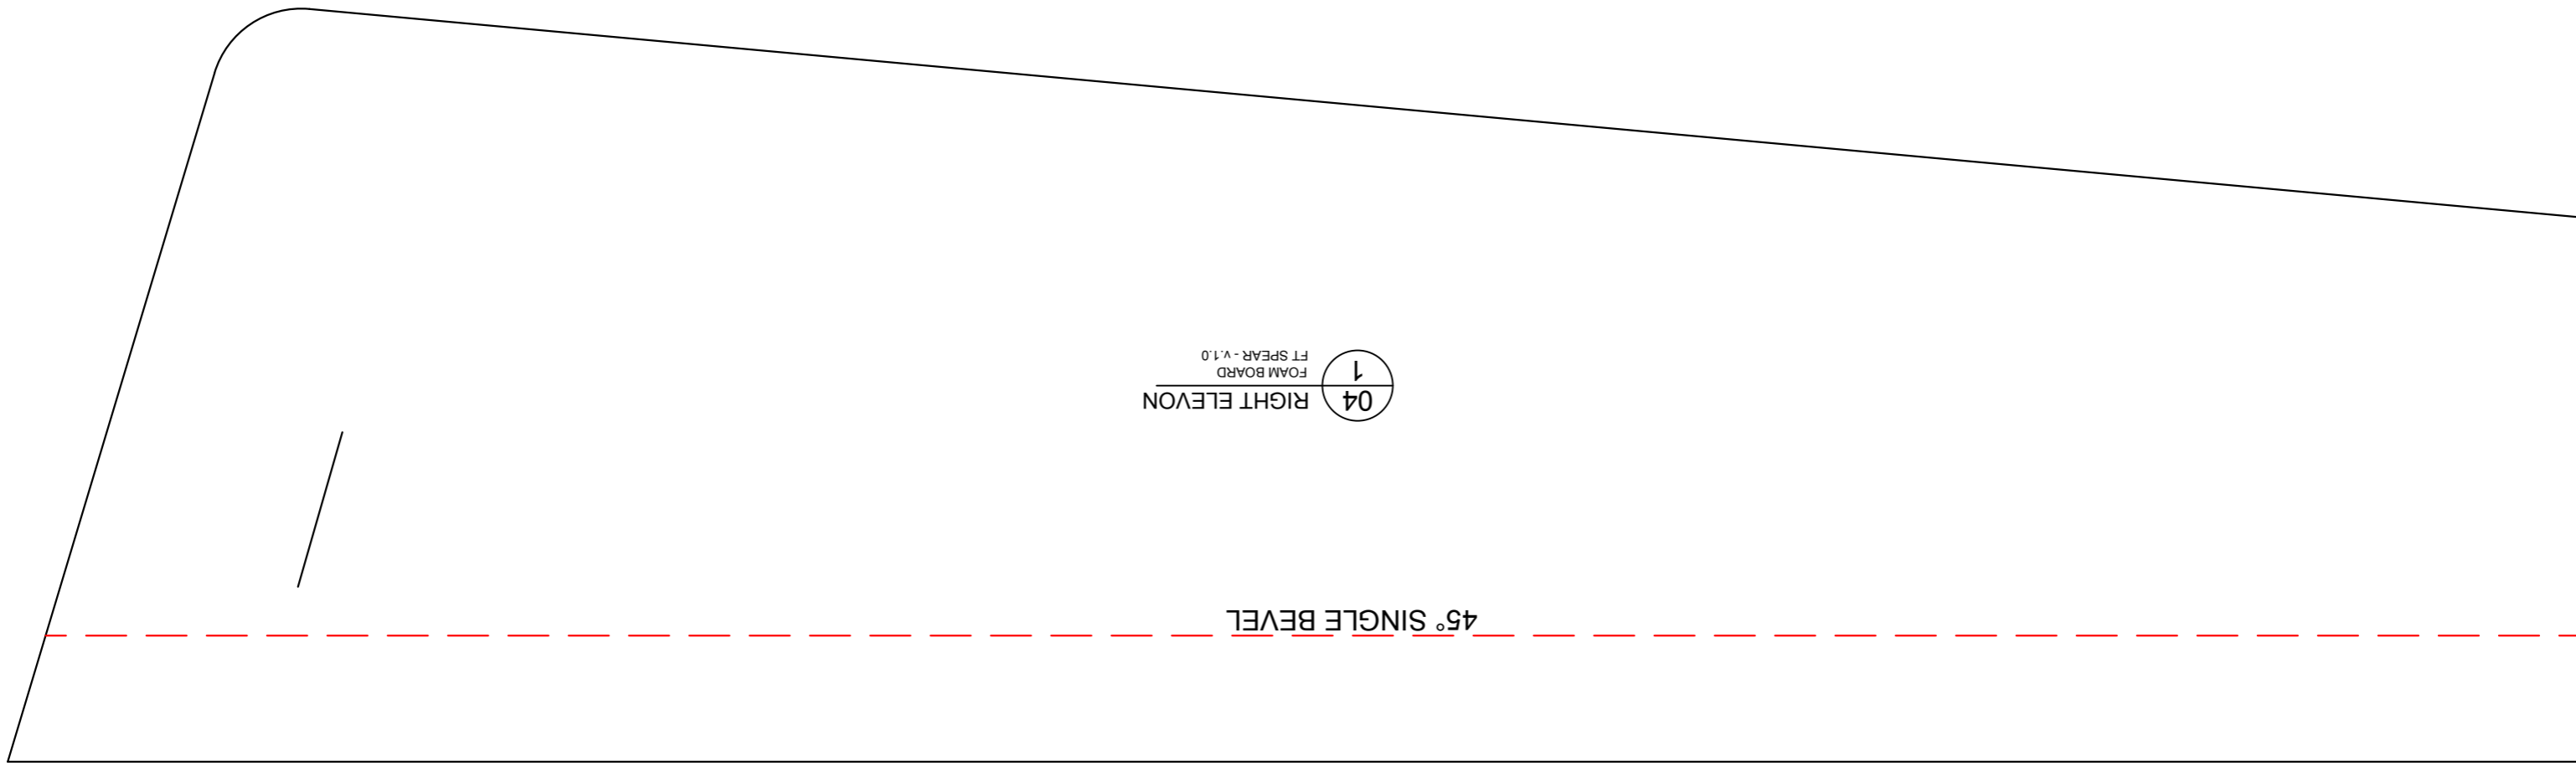 45° SINGLE BEVEL
04
RIGHT ELEVON
1
FOAM BOARD
FT SPEAR - v.1.0